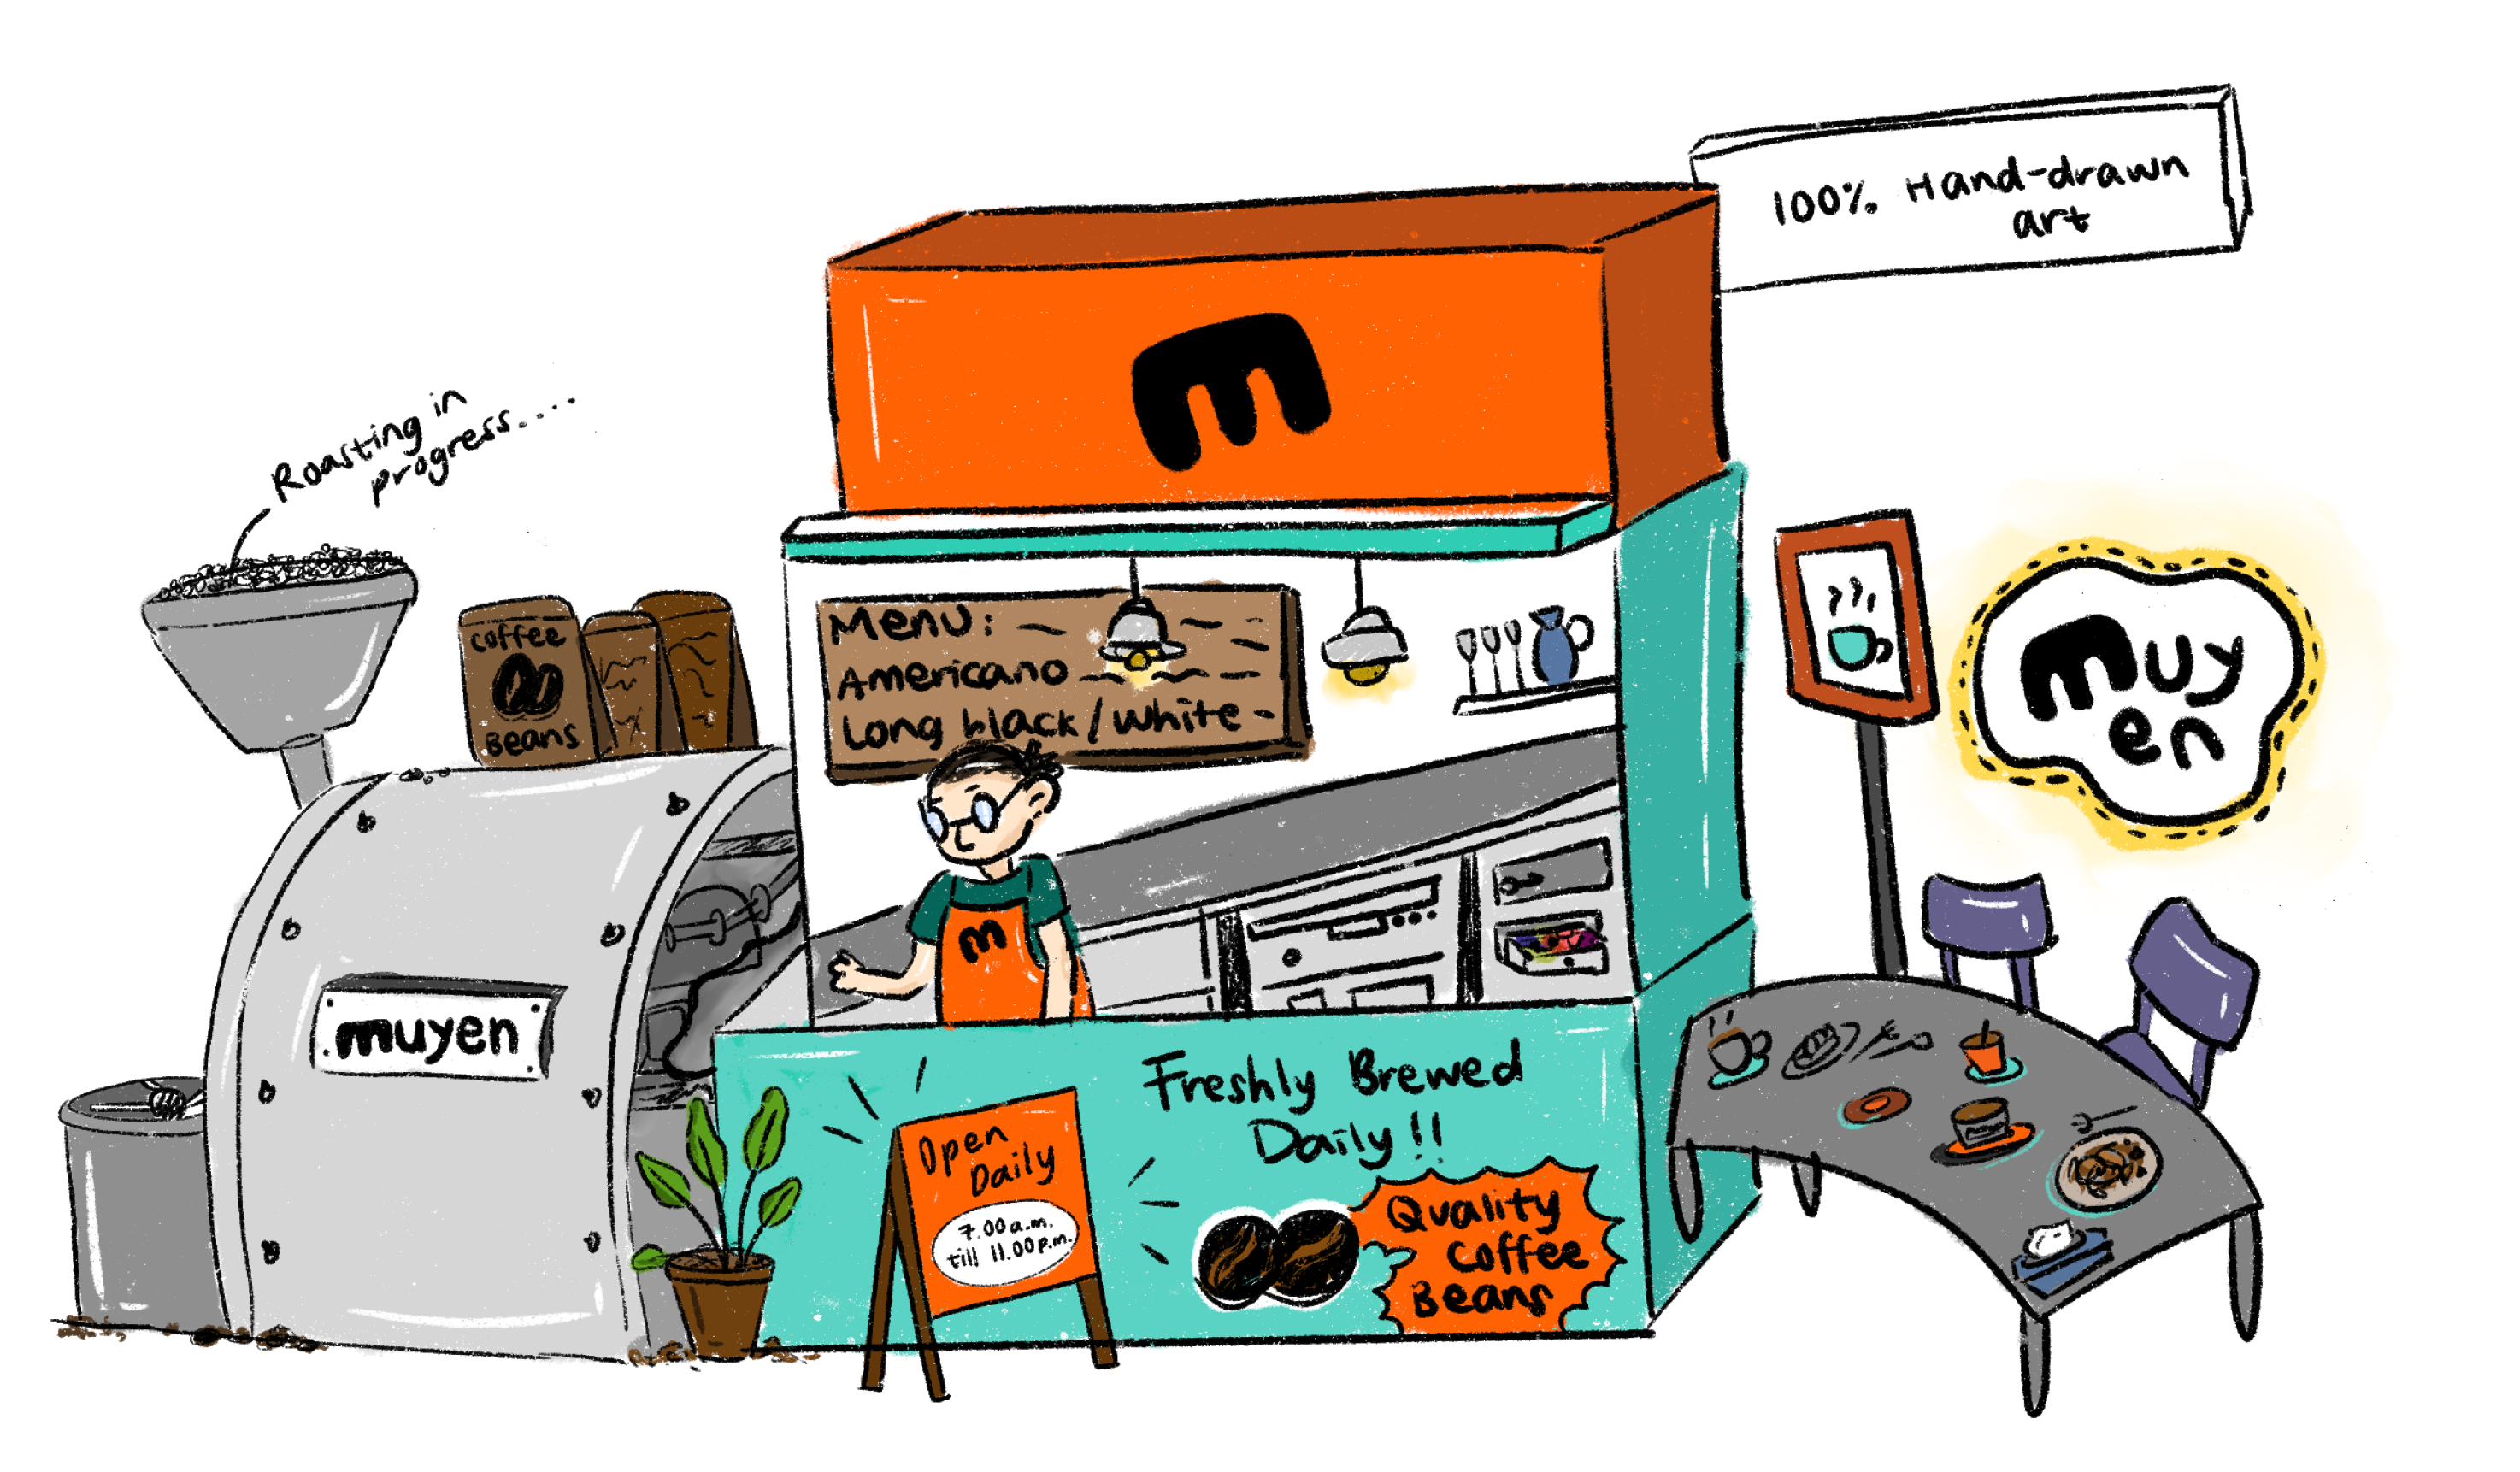 100% Hand-drawn
art
m
Roasting in
progress....
Coffee
Beans
Menu:
Americano
Long black / White -
muy
en
m
muyen
Freshly Brewed
Daily !!
Open
Daily
7.00 a.m.
till 11.00 p.m.
Quality
Coffee
Beans